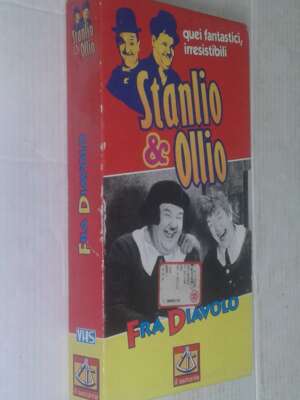 quei fantastici,
irresistibili
Stanlio
& Ollio
FRA DIAVOLO
Stanlio
& Ollio
FRA DIAVOLO
VHS